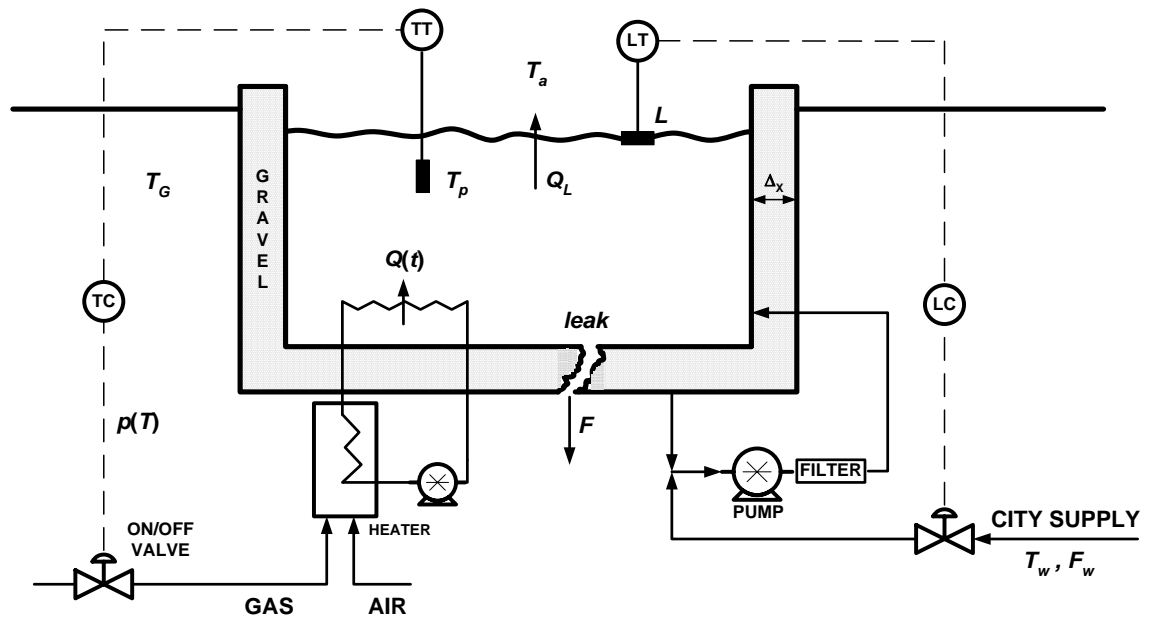 TT
LT
T_a
L
T_G
GRAVEL
T_p
Q_L
Δ_X
Q(t)
TC
LC
leak
p(T)
F
FILTER
PUMP
HEATER
ON/OFF
VALVE
CITY SUPPLY
T_w , F_w
GAS
AIR